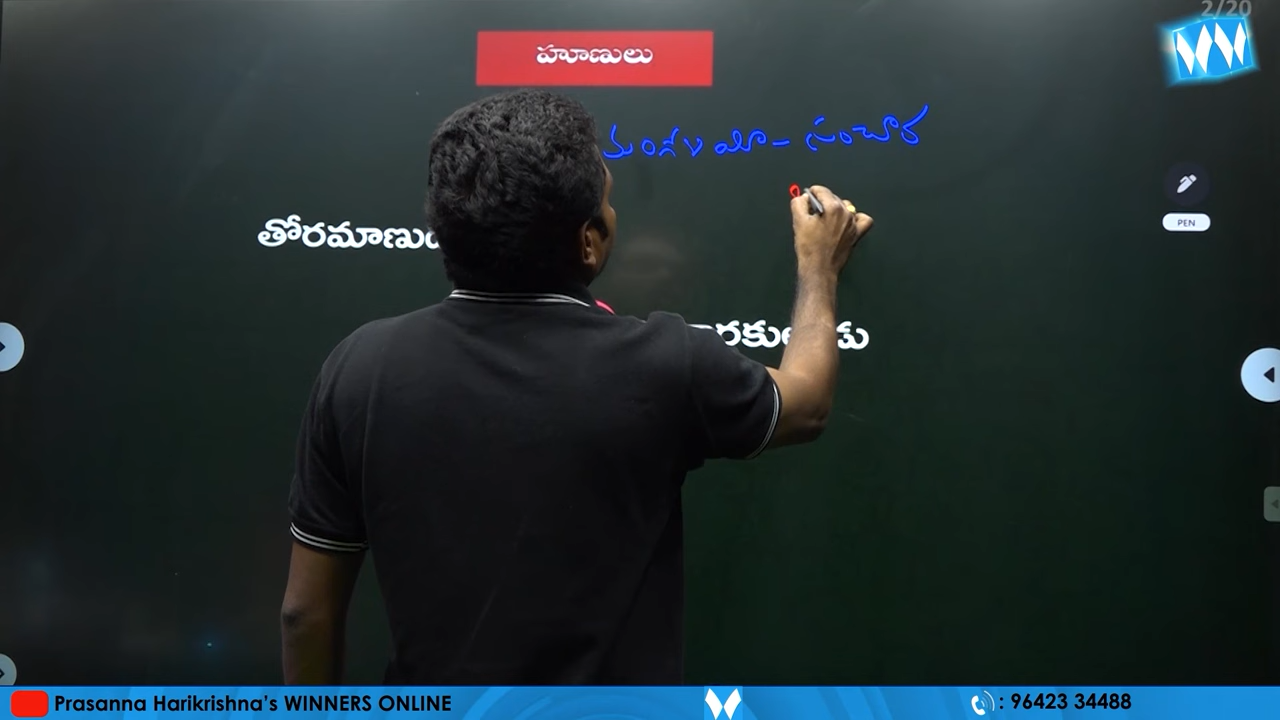 2/20
హూణులు
మంగోలియా - సంచార
PEN
తోరమాణు
Prasanna Harikrishna's WINNERS ONLINE
: 96423 34488